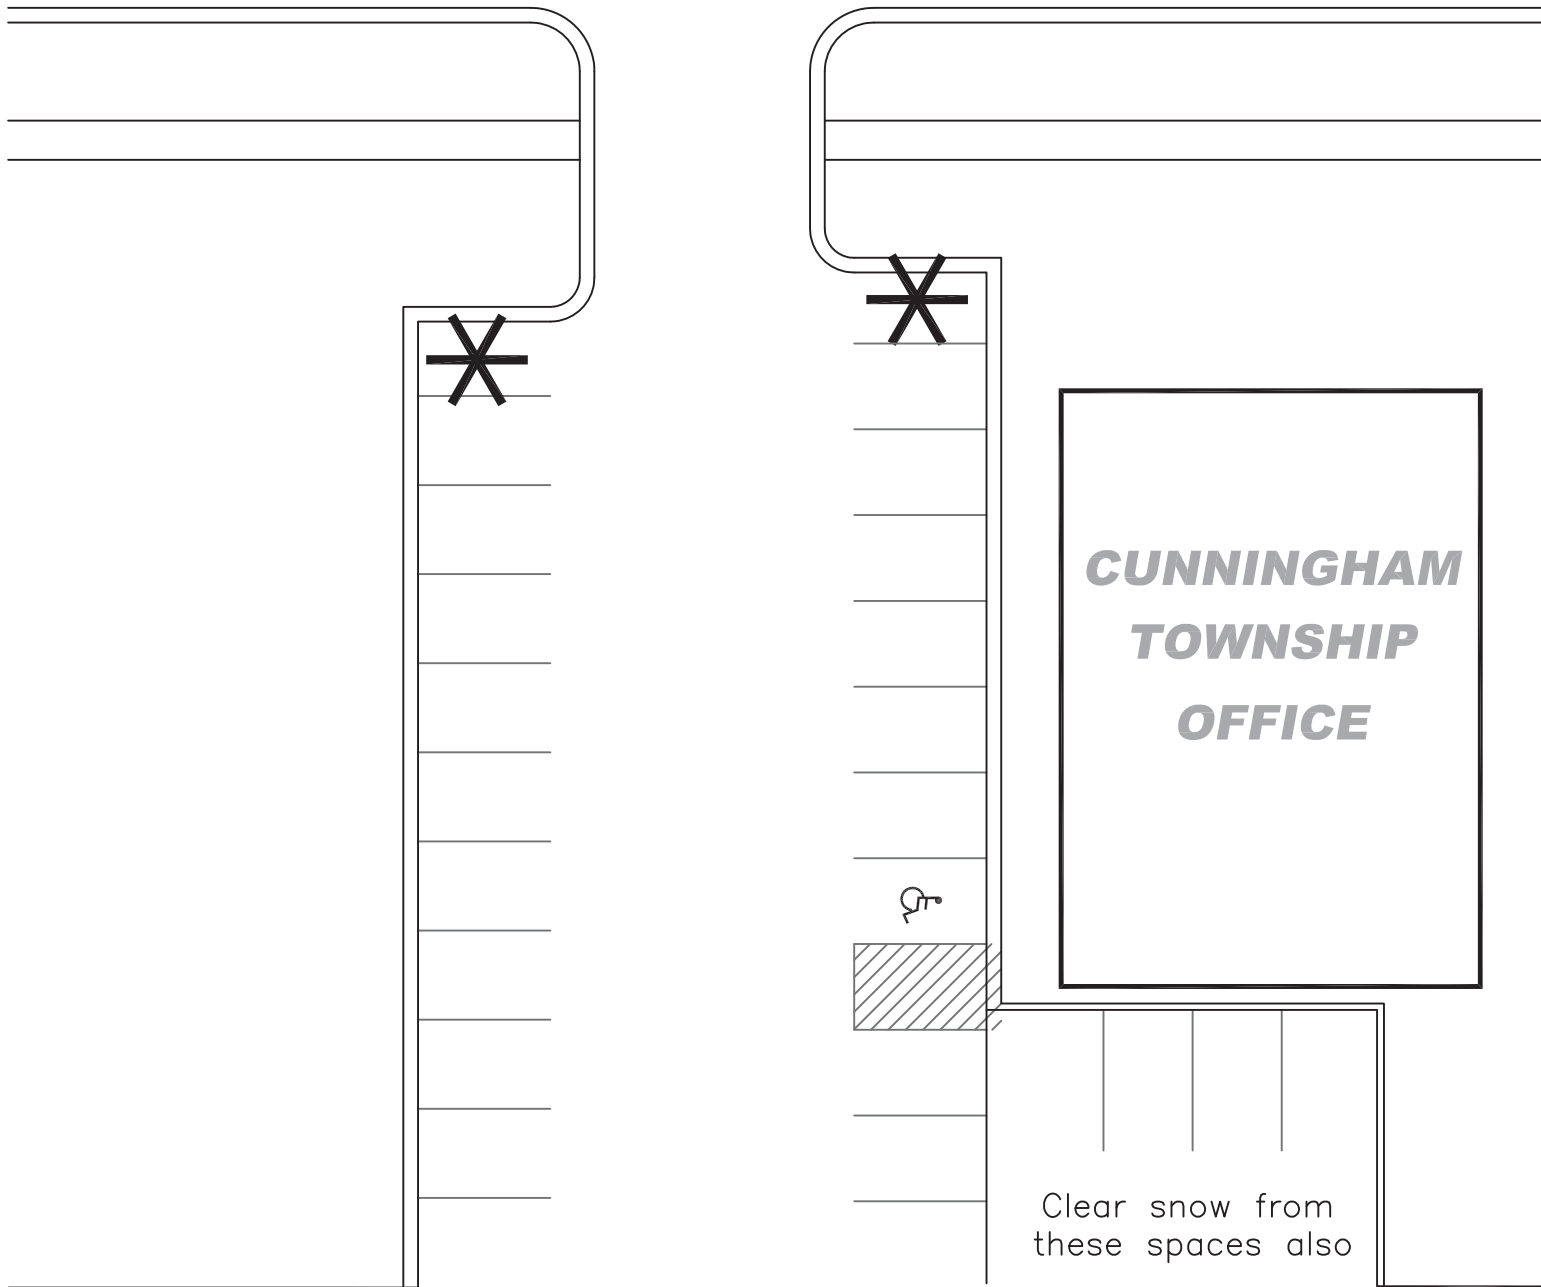 CUNNINGHAM
TOWNSHIP
OFFICE
Clear snow from
these spaces also